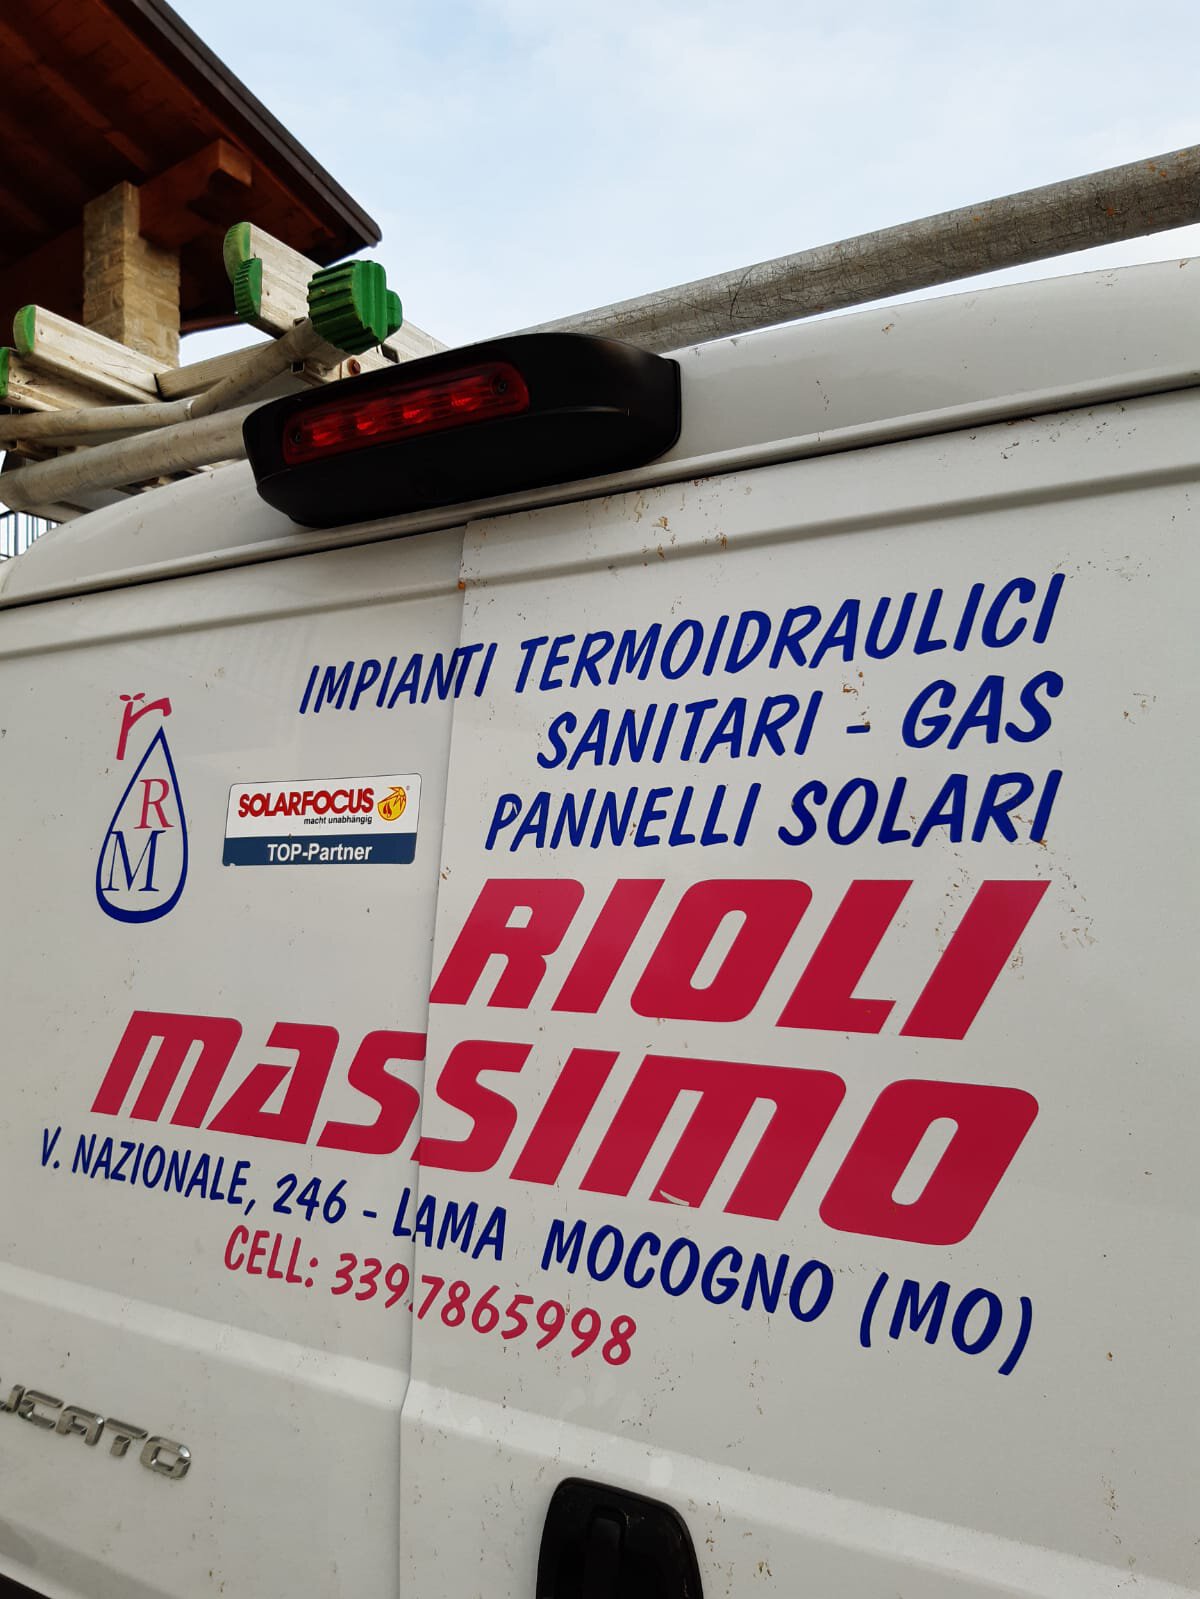 IMPIANTI TERMOIDRAULICI
SANITARI - GAS
PANNELLI SOLARI
r
R
M
SOLARFOCUS
macht unabhängig
TOP-Partner
RIOLI
MASSIMO
V. NAZIONALE, 246 - LAMA MOCOGNO (MO)
CELL: 339.7865998
UCATO